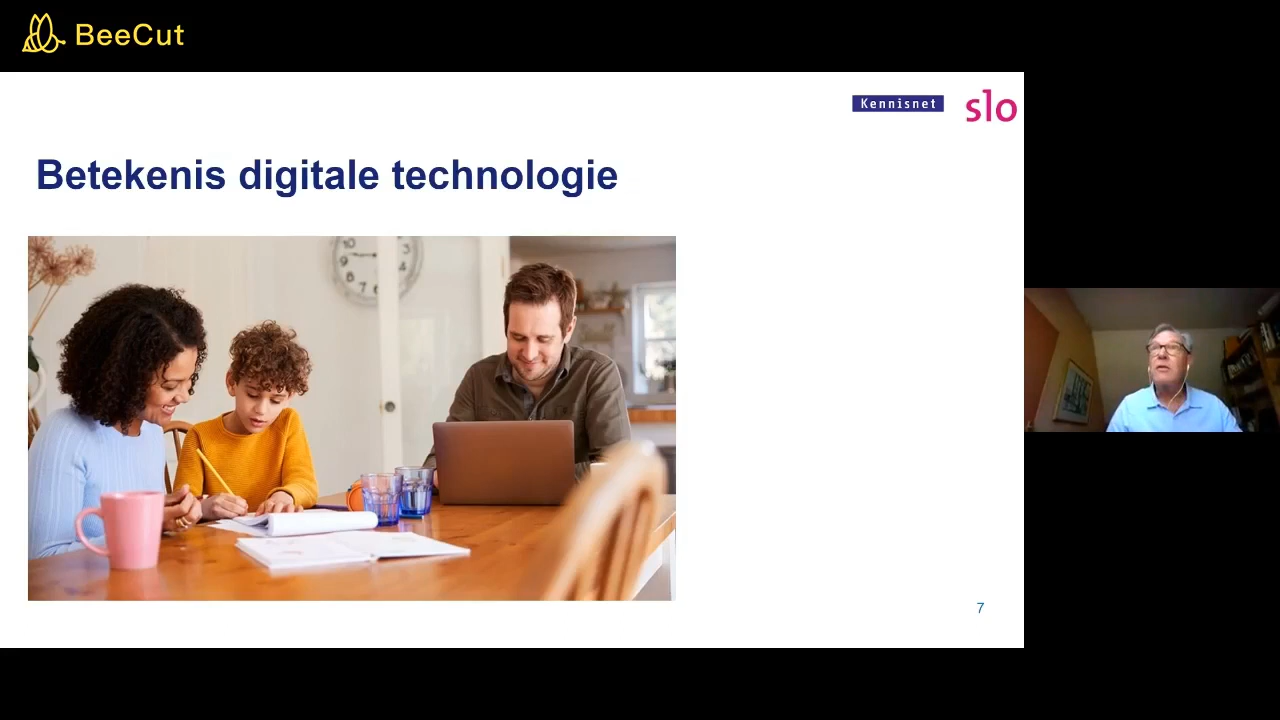 BeeCut
Kennisnet
slo
Betekenis digitale technologie
7